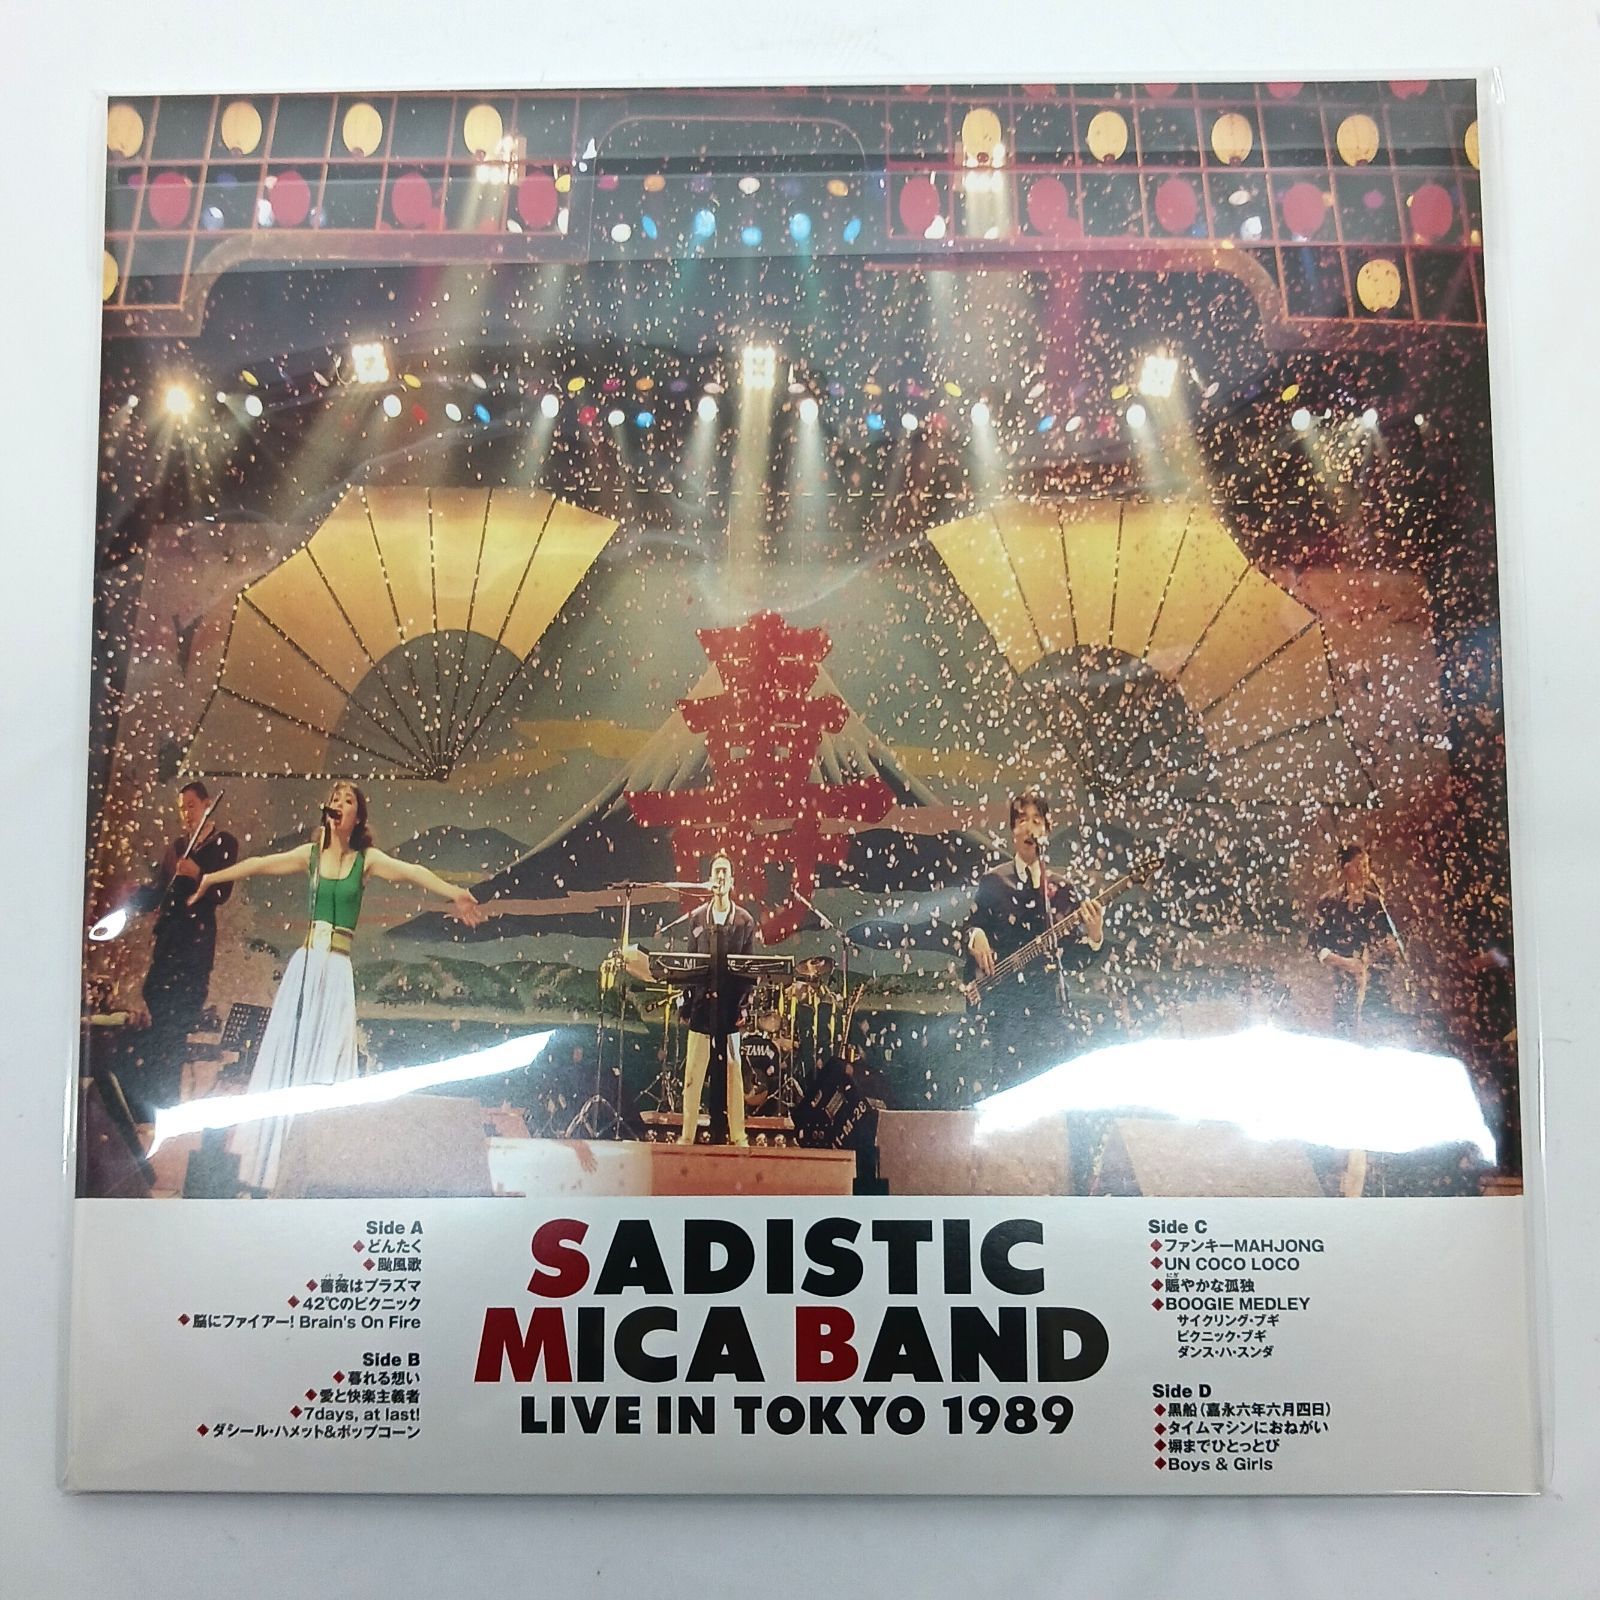 寿
TAMA
SADISTIC
MICA BAND
LIVE IN TOKYO 1989
Side A
◆どんたく
◆颱風歌
◆薔薇はプラズマ
バラ
◆42℃のピクニック
◆脳にファイアー! Brain's On Fire
Side B
◆暮れる想い
◆愛と快楽主義者
◆7days, at last!
◆ダシール・ハメット&ポップコーン
Side C
◆ファンキーMAHJONG
◆UN COCO LOCO
にぎ
◆賑やかな孤独
◆BOOGIE MEDLEY
サイクリング・ブギ
ピクニック・ブギ
ダンス・ハ・スンダ
Side D
◆黒船(嘉永六年六月四日)
◆タイムマシンにおねがい
◆塀までひとっとび
◆Boys & Girls